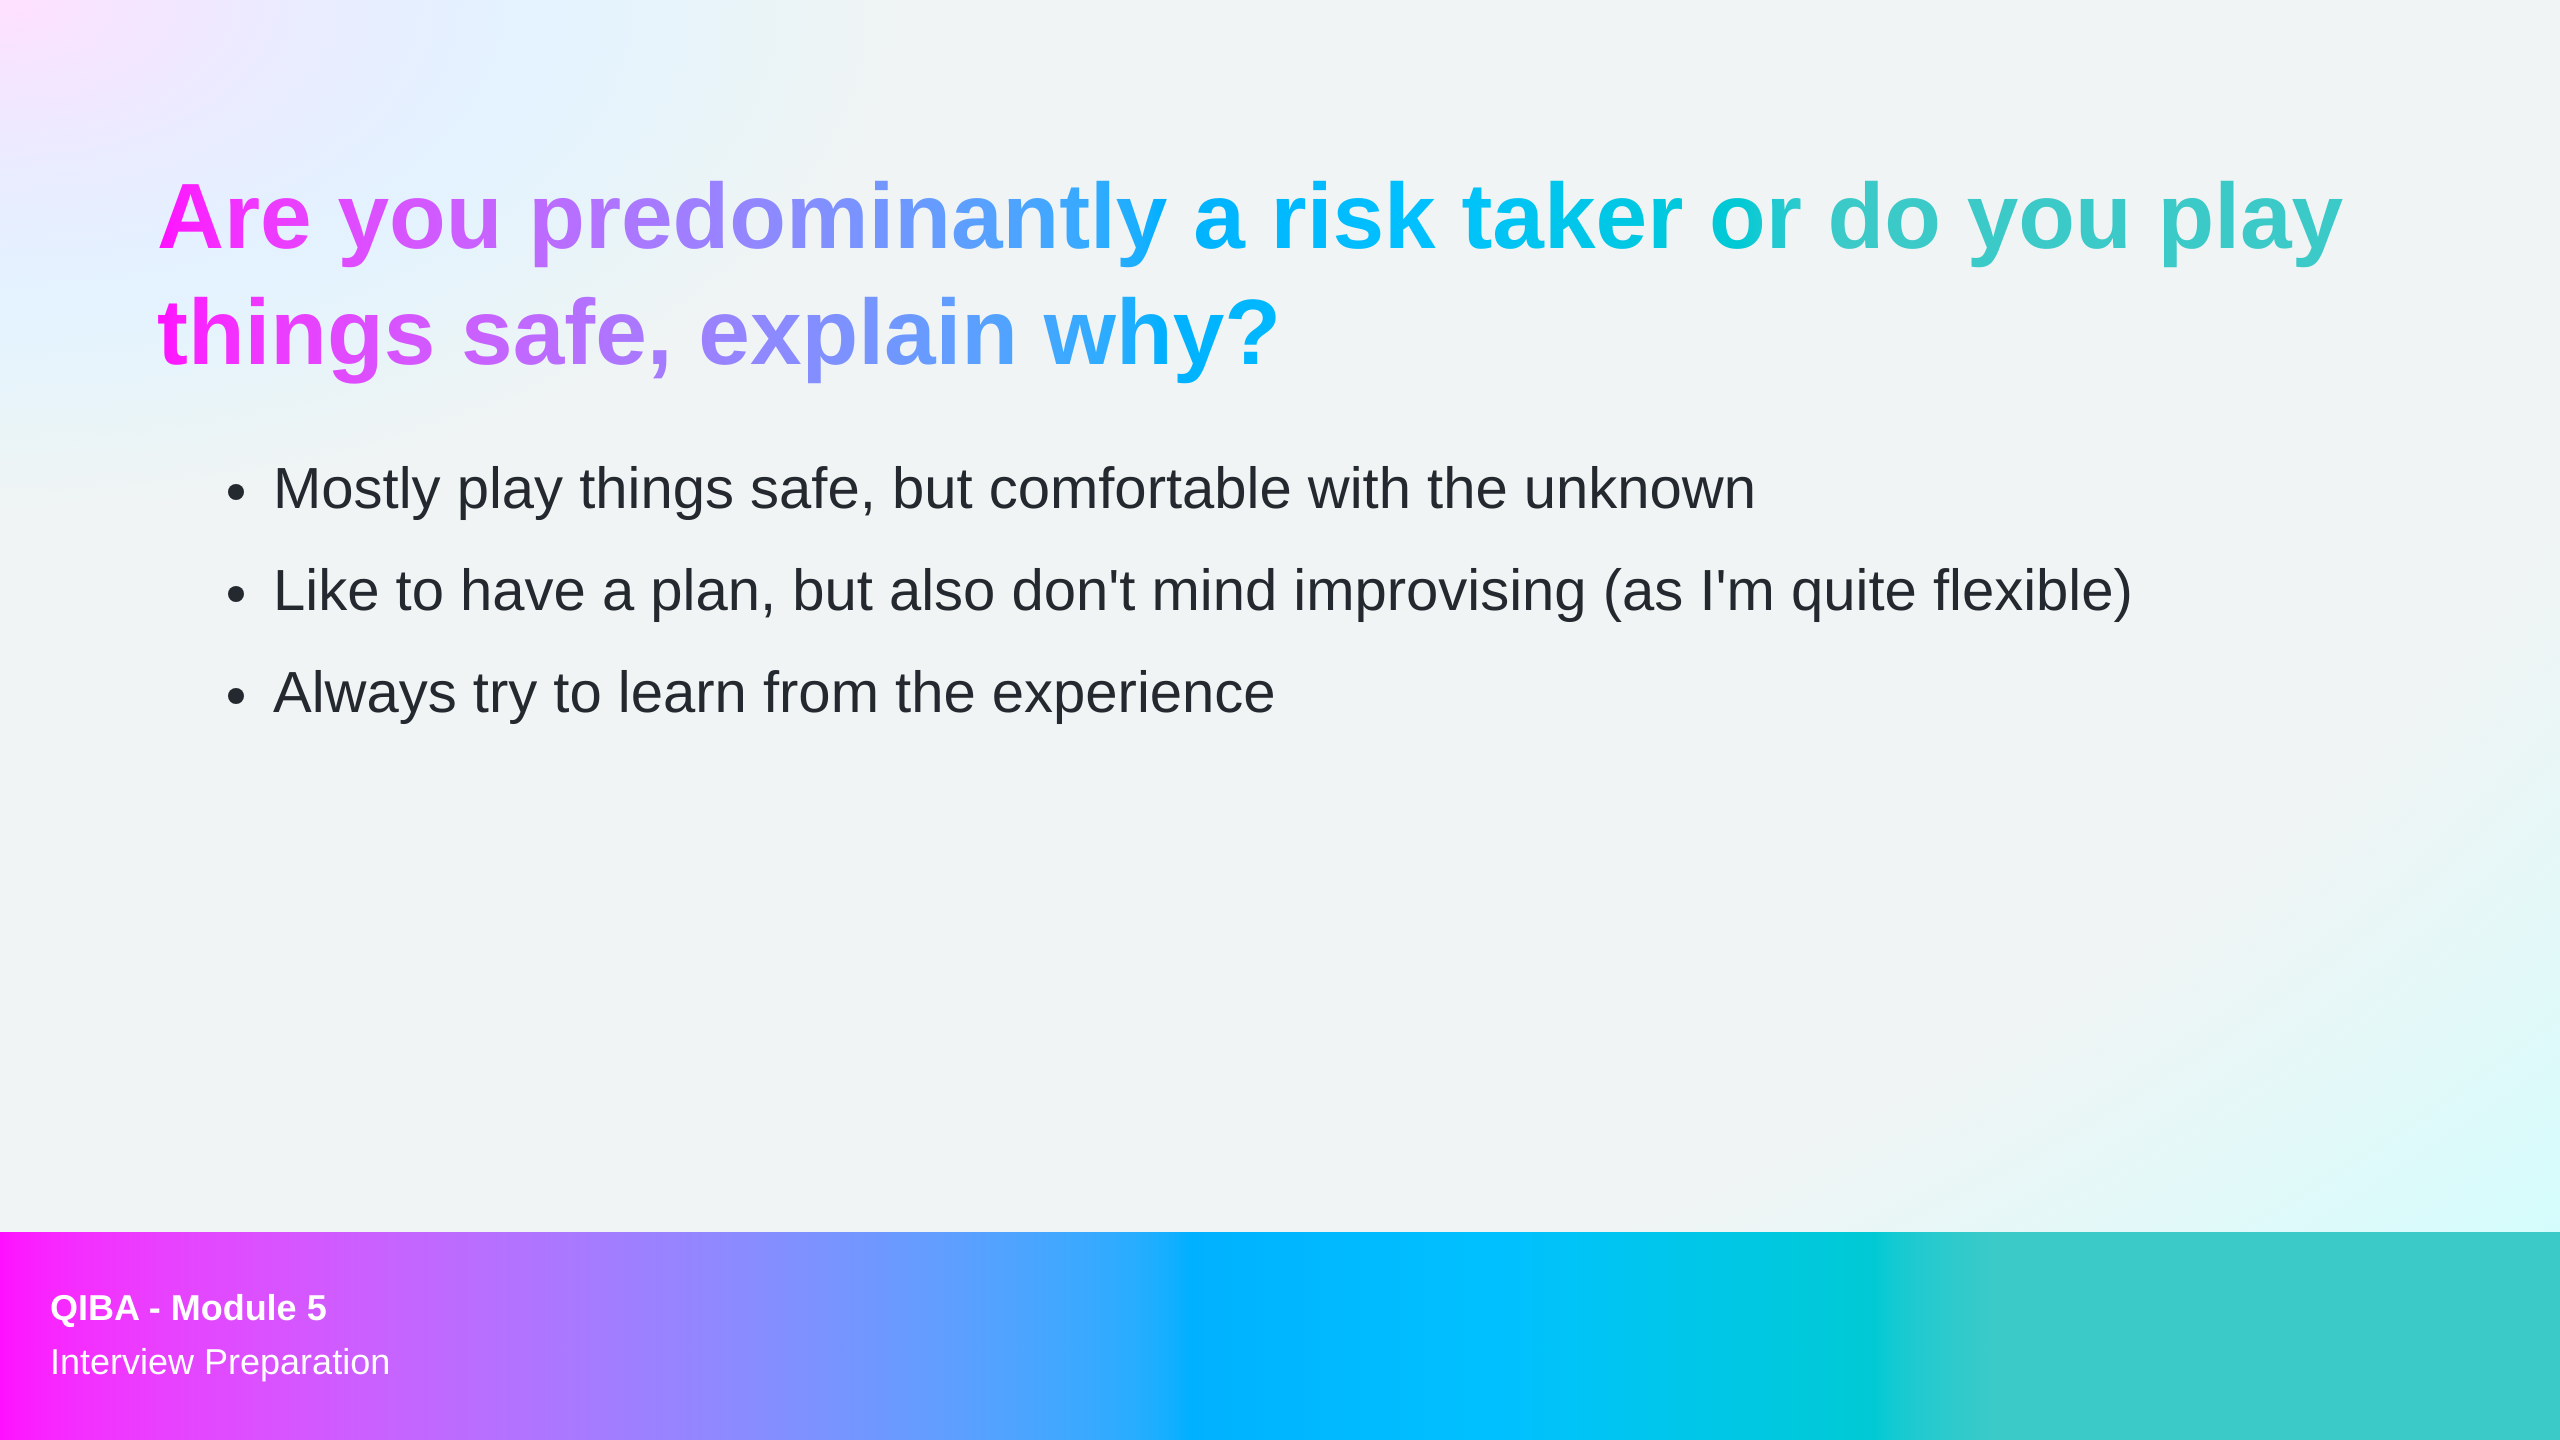 Are you predominantly a risk taker or do you play
things safe, explain why?
• Mostly play things safe, but comfortable with the unknown
• Like to have a plan, but also don't mind improvising (as I'm quite flexible)
• Always try to learn from the experience
QIBA - Module 5
Interview Preparation